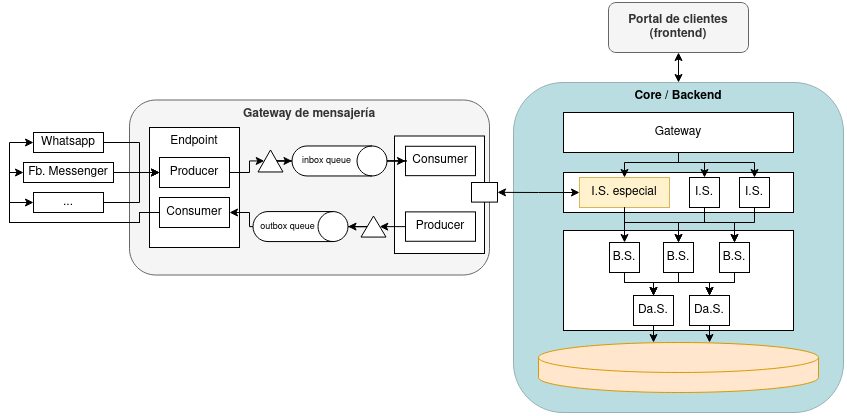 Portal de clientes
(frontend)
Core / Backend
Gateway
I.S. especial
I.S.
I.S.
B.S.
B.S.
B.S.
Da.S.
Da.S.
Gateway de mensajería
Whatsapp
Fb. Messenger
...
Endpoint
Producer
Consumer
inbox queue
outbox queue
Consumer
Producer